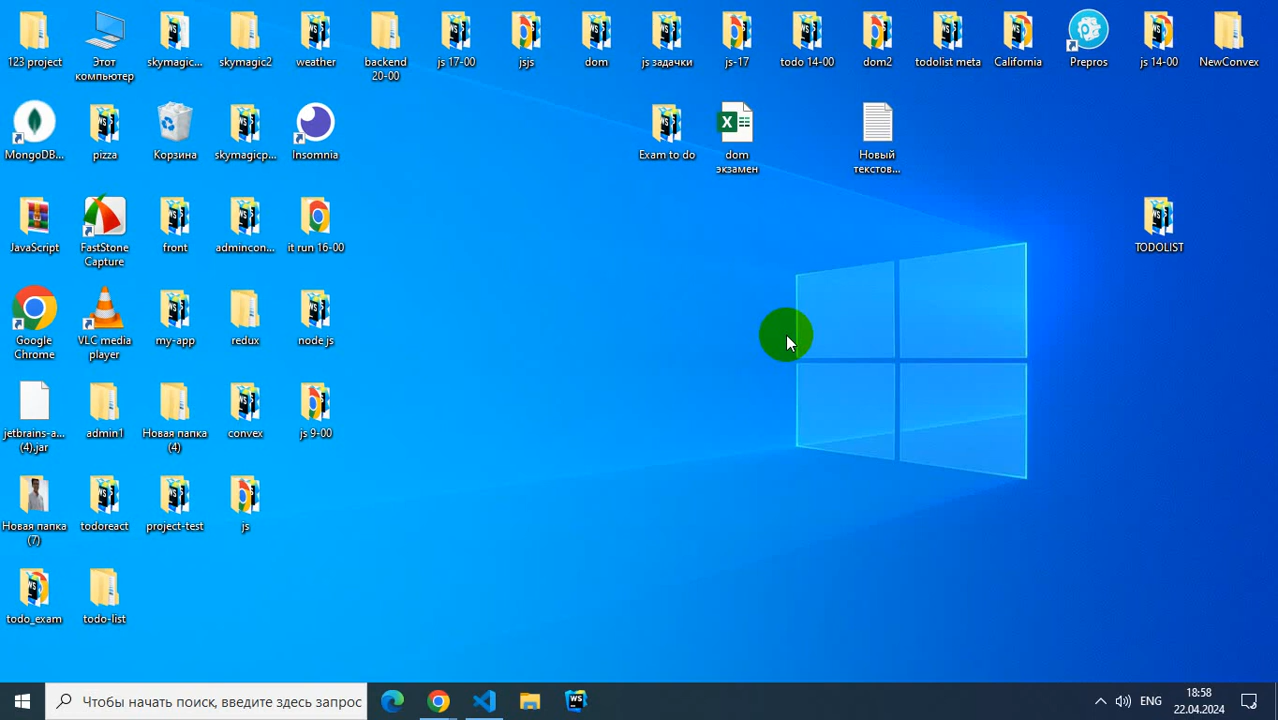 123 project
Этот
компьютер
skymagic...
skymagic2
weather
backend
20-00
js 17-00
jsjs
dom
js задачки
js-17
todo 14-00
dom2
todolist meta
California
Prepros
js 14-00
NewConvex
MongoDB...
pizza
Корзина
skymagicp...
Insomnia
Exam to do
dom
экзамен
Новый
текстов...
JavaScript
FastStone
Capture
front
admincon...
it run 16-00
TODOLIST
Google
Chrome
VLC media
player
my-app
redux
node js
jetbrains-a...
(4).jar
admin1
Новая папка
(4)
convex
js 9-00
Новая папка
(7)
todoreact
project-test
js
todo_exam
todo-list
Чтобы начать поиск, введите здесь запрос
ENG
18:58
22.04.2024